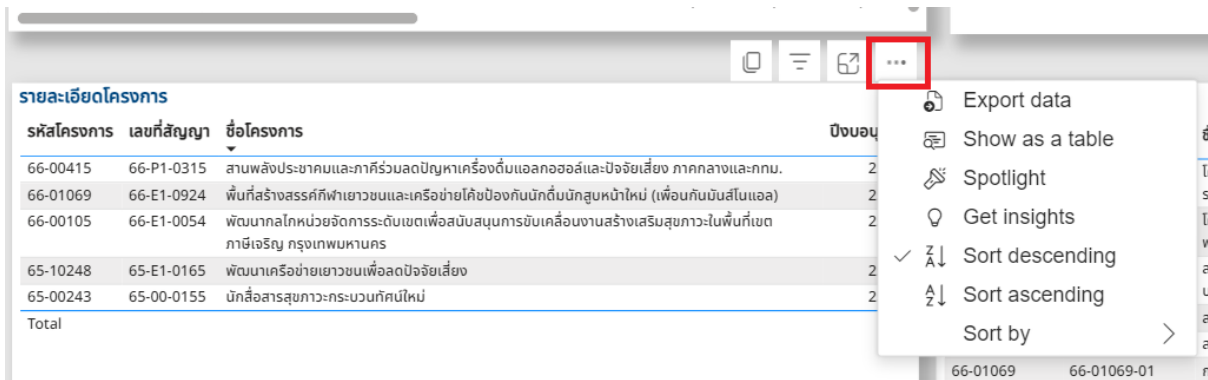 รายละเอียดโครงการ
รหัสโครงการ เลขที่สัญญา ชื่อโครงการ ปีงบอนุ
66-00415 66-P1-0315 สานพลังประชาคมและภาคีร่วมลดปัญหาเครื่องดื่มแอลกอฮอล์และปัจจัยเสี่ยง ภาคกลางและกทม. 2
66-01069 66-E1-0924 พื้นที่สร้างสรรค์กีฬาเยาวชนและเครือข่ายโค้ชป้องกันนักดื่มนักสูบหน้าใหม่ (เพื่อนกันมันส์โนแอล) 2
66-00105 66-E1-0054 พัฒนากลไกหน่วยจัดการระดับเขตเพื่อสนับสนุนการขับเคลื่อนงานสร้างเสริมสุขภาวะในพื้นที่เขต 2
ภาษีเจริญ กรุงเทพมหานคร
65-10248 65-E1-0165 พัฒนาเครือข่ายเยาวชนเพื่อลดปัจจัยเสี่ยง 2
65-00243 65-00-0155 นักสื่อสารสุขภาวะกระบวนทัศน์ใหม่ 2
Total
Export data
Show as a table
Spotlight
Get insights
Sort descending
Sort ascending
Sort by
66-01069 66-01069-01